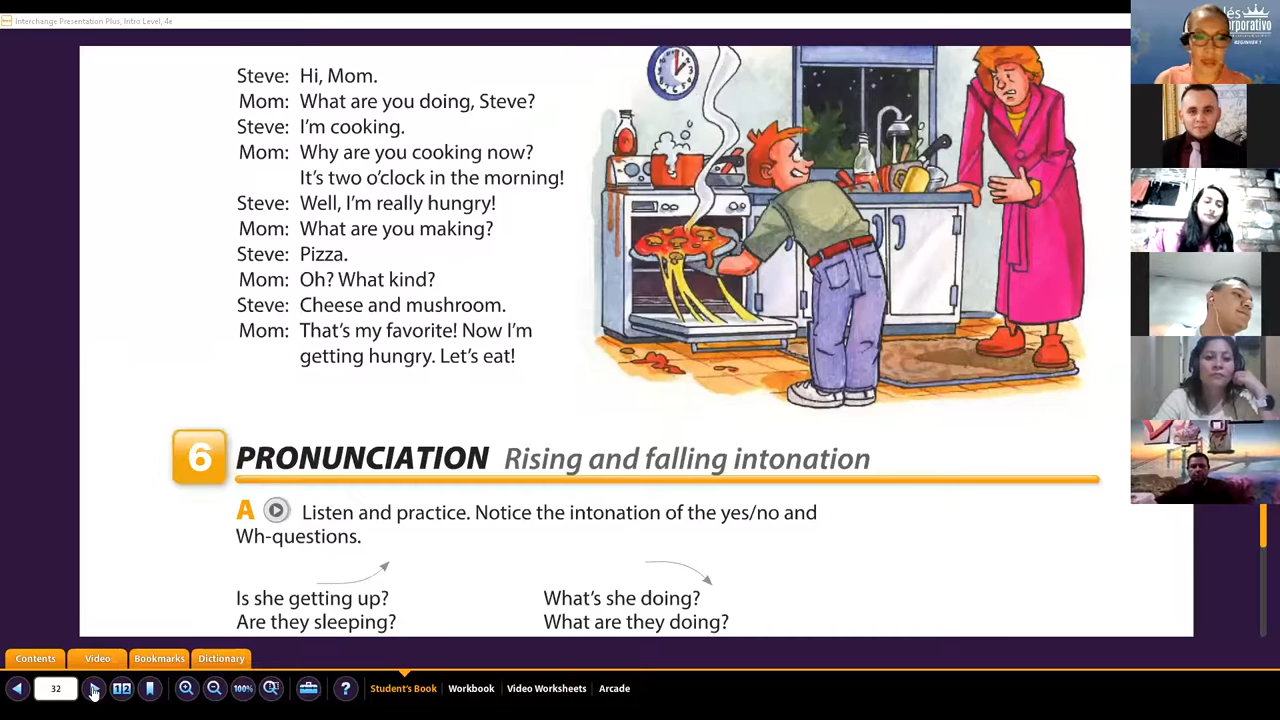 Interchange Presentation Plus, Intro Level, 4e
Steve: Hi, Mom.
Mom: What are you doing, Steve?
Steve: I'm cooking.
Mom: Why are you cooking now?
It's two o'clock in the morning!
Steve: Well, I'm really hungry!
Mom: What are you making?
Steve: Pizza.
Mom: Oh? What kind?
Steve: Cheese and mushroom.
Mom: That's my favorite! Now I'm
getting hungry. Let's eat!
6 PRONUNCIATION Rising and falling intonation
A Listen and practice. Notice the intonation of the yes/no and
Wh-questions.
Is she getting up? What's she doing?
Are they sleeping? What are they doing?
Contents Video Bookmarks Dictionary
32 1 2 100% ? Student's Book Workbook Video Worksheets Arcade
BEGINNER 1